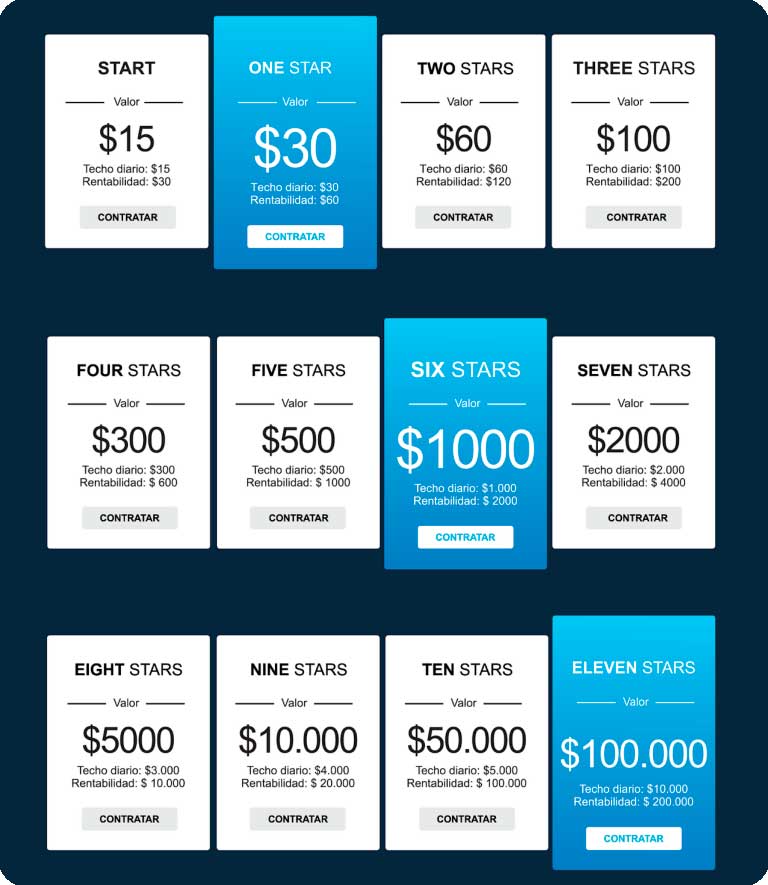 START
Valor
$15
Techo diario: $15
Rentabilidad: $30
CONTRATAR
ONE STAR
Valor
$30
Techo diario: $30
Rentabilidad: $60
CONTRATAR
TWO STARS
Valor
$60
Techo diario: $60
Rentabilidad: $120
CONTRATAR
THREE STARS
Valor
$100
Techo diario: $100
Rentabilidad: $200
CONTRATAR
FOUR STARS
Valor
$300
Techo diario: $300
Rentabilidad: $ 600
CONTRATAR
FIVE STARS
Valor
$500
Techo diario: $500
Rentabilidad: $ 1000
CONTRATAR
SIX STARS
Valor
$1000
Techo diario: $1.000
Rentabilidad: $ 2000
CONTRATAR
SEVEN STARS
Valor
$2000
Techo diario: $2.000
Rentabilidad: $ 4000
CONTRATAR
EIGHT STARS
Valor
$5000
Techo diario: $3.000
Rentabilidad: $ 10.000
CONTRATAR
NINE STARS
Valor
$10.000
Techo diario: $4.000
Rentabilidad: $ 20.000
CONTRATAR
TEN STARS
Valor
$50.000
Techo diario: $5.000
Rentabilidad: $ 100.000
CONTRATAR
ELEVEN STARS
Valor
$100.000
Techo diario: $10.000
Rentabilidad: $ 200.000
CONTRATAR